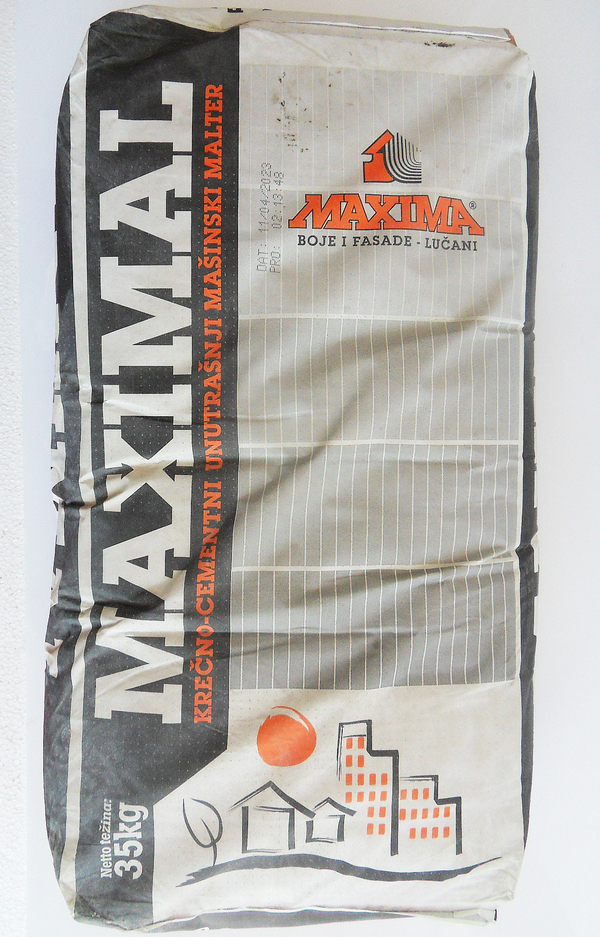 MAXIMAL
KREČNO-CEMENTNI UNUTRAŠNJI MAŠINSKI MALTER
DAT: 11/04/2023
PRO: 02:13:48
MAXIMA®
BOJE I FASADE - LUČANI
Netto težina:
35kg